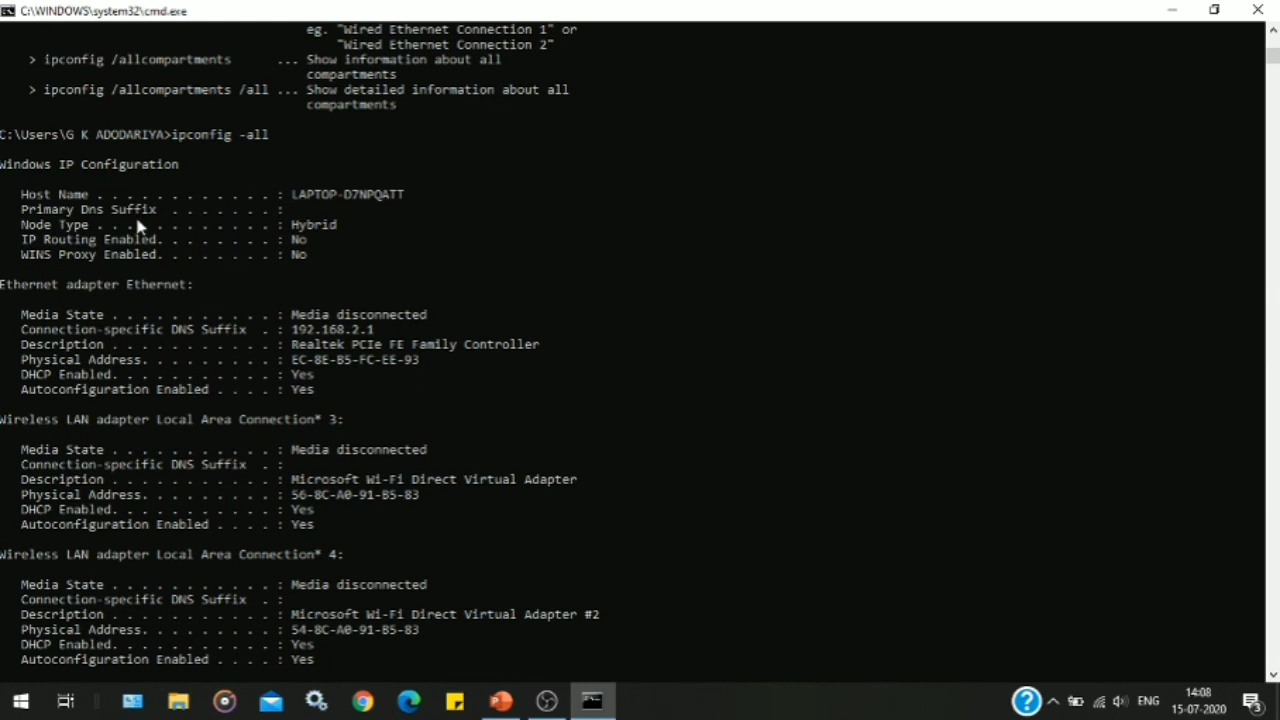 C:\WINDOWS\system32\cmd.exe
eg. "Wired Ethernet Connection 1" or
"Wired Ethernet Connection 2"
> ipconfig /allcompartments ... Show information about all
compartments
> ipconfig /allcompartments /all ... Show detailed information about all
compartments
C:\Users\G K ADODARIYA>ipconfig -all
Windows IP Configuration
Host Name . . . . . . . . . . . . : LAPTOP-D7NPQATT
Primary Dns Suffix . . . . . . . :
Node Type . . . . . . . . . . . . : Hybrid
IP Routing Enabled. . . . . . . . : No
WINS Proxy Enabled. . . . . . . . : No
Ethernet adapter Ethernet:
Media State . . . . . . . . . . . : Media disconnected
Connection-specific DNS Suffix . : 192.168.2.1
Description . . . . . . . . . . . : Realtek PCIe FE Family Controller
Physical Address. . . . . . . . . : EC-8E-B5-FC-EE-93
DHCP Enabled. . . . . . . . . . . : Yes
Autoconfiguration Enabled . . . . : Yes
Wireless LAN adapter Local Area Connection* 3:
Media State . . . . . . . . . . . : Media disconnected
Connection-specific DNS Suffix . :
Description . . . . . . . . . . . : Microsoft Wi-Fi Direct Virtual Adapter
Physical Address. . . . . . . . . : 56-8C-A0-91-B5-83
DHCP Enabled. . . . . . . . . . . : Yes
Autoconfiguration Enabled . . . . : Yes
Wireless LAN adapter Local Area Connection* 4:
Media State . . . . . . . . . . . : Media disconnected
Connection-specific DNS Suffix . :
Description . . . . . . . . . . . : Microsoft Wi-Fi Direct Virtual Adapter #2
Physical Address. . . . . . . . . : 54-8C-A0-91-B5-83
DHCP Enabled. . . . . . . . . . . : Yes
Autoconfiguration Enabled . . . . : Yes
ENG
14:08
15-07-2020
3